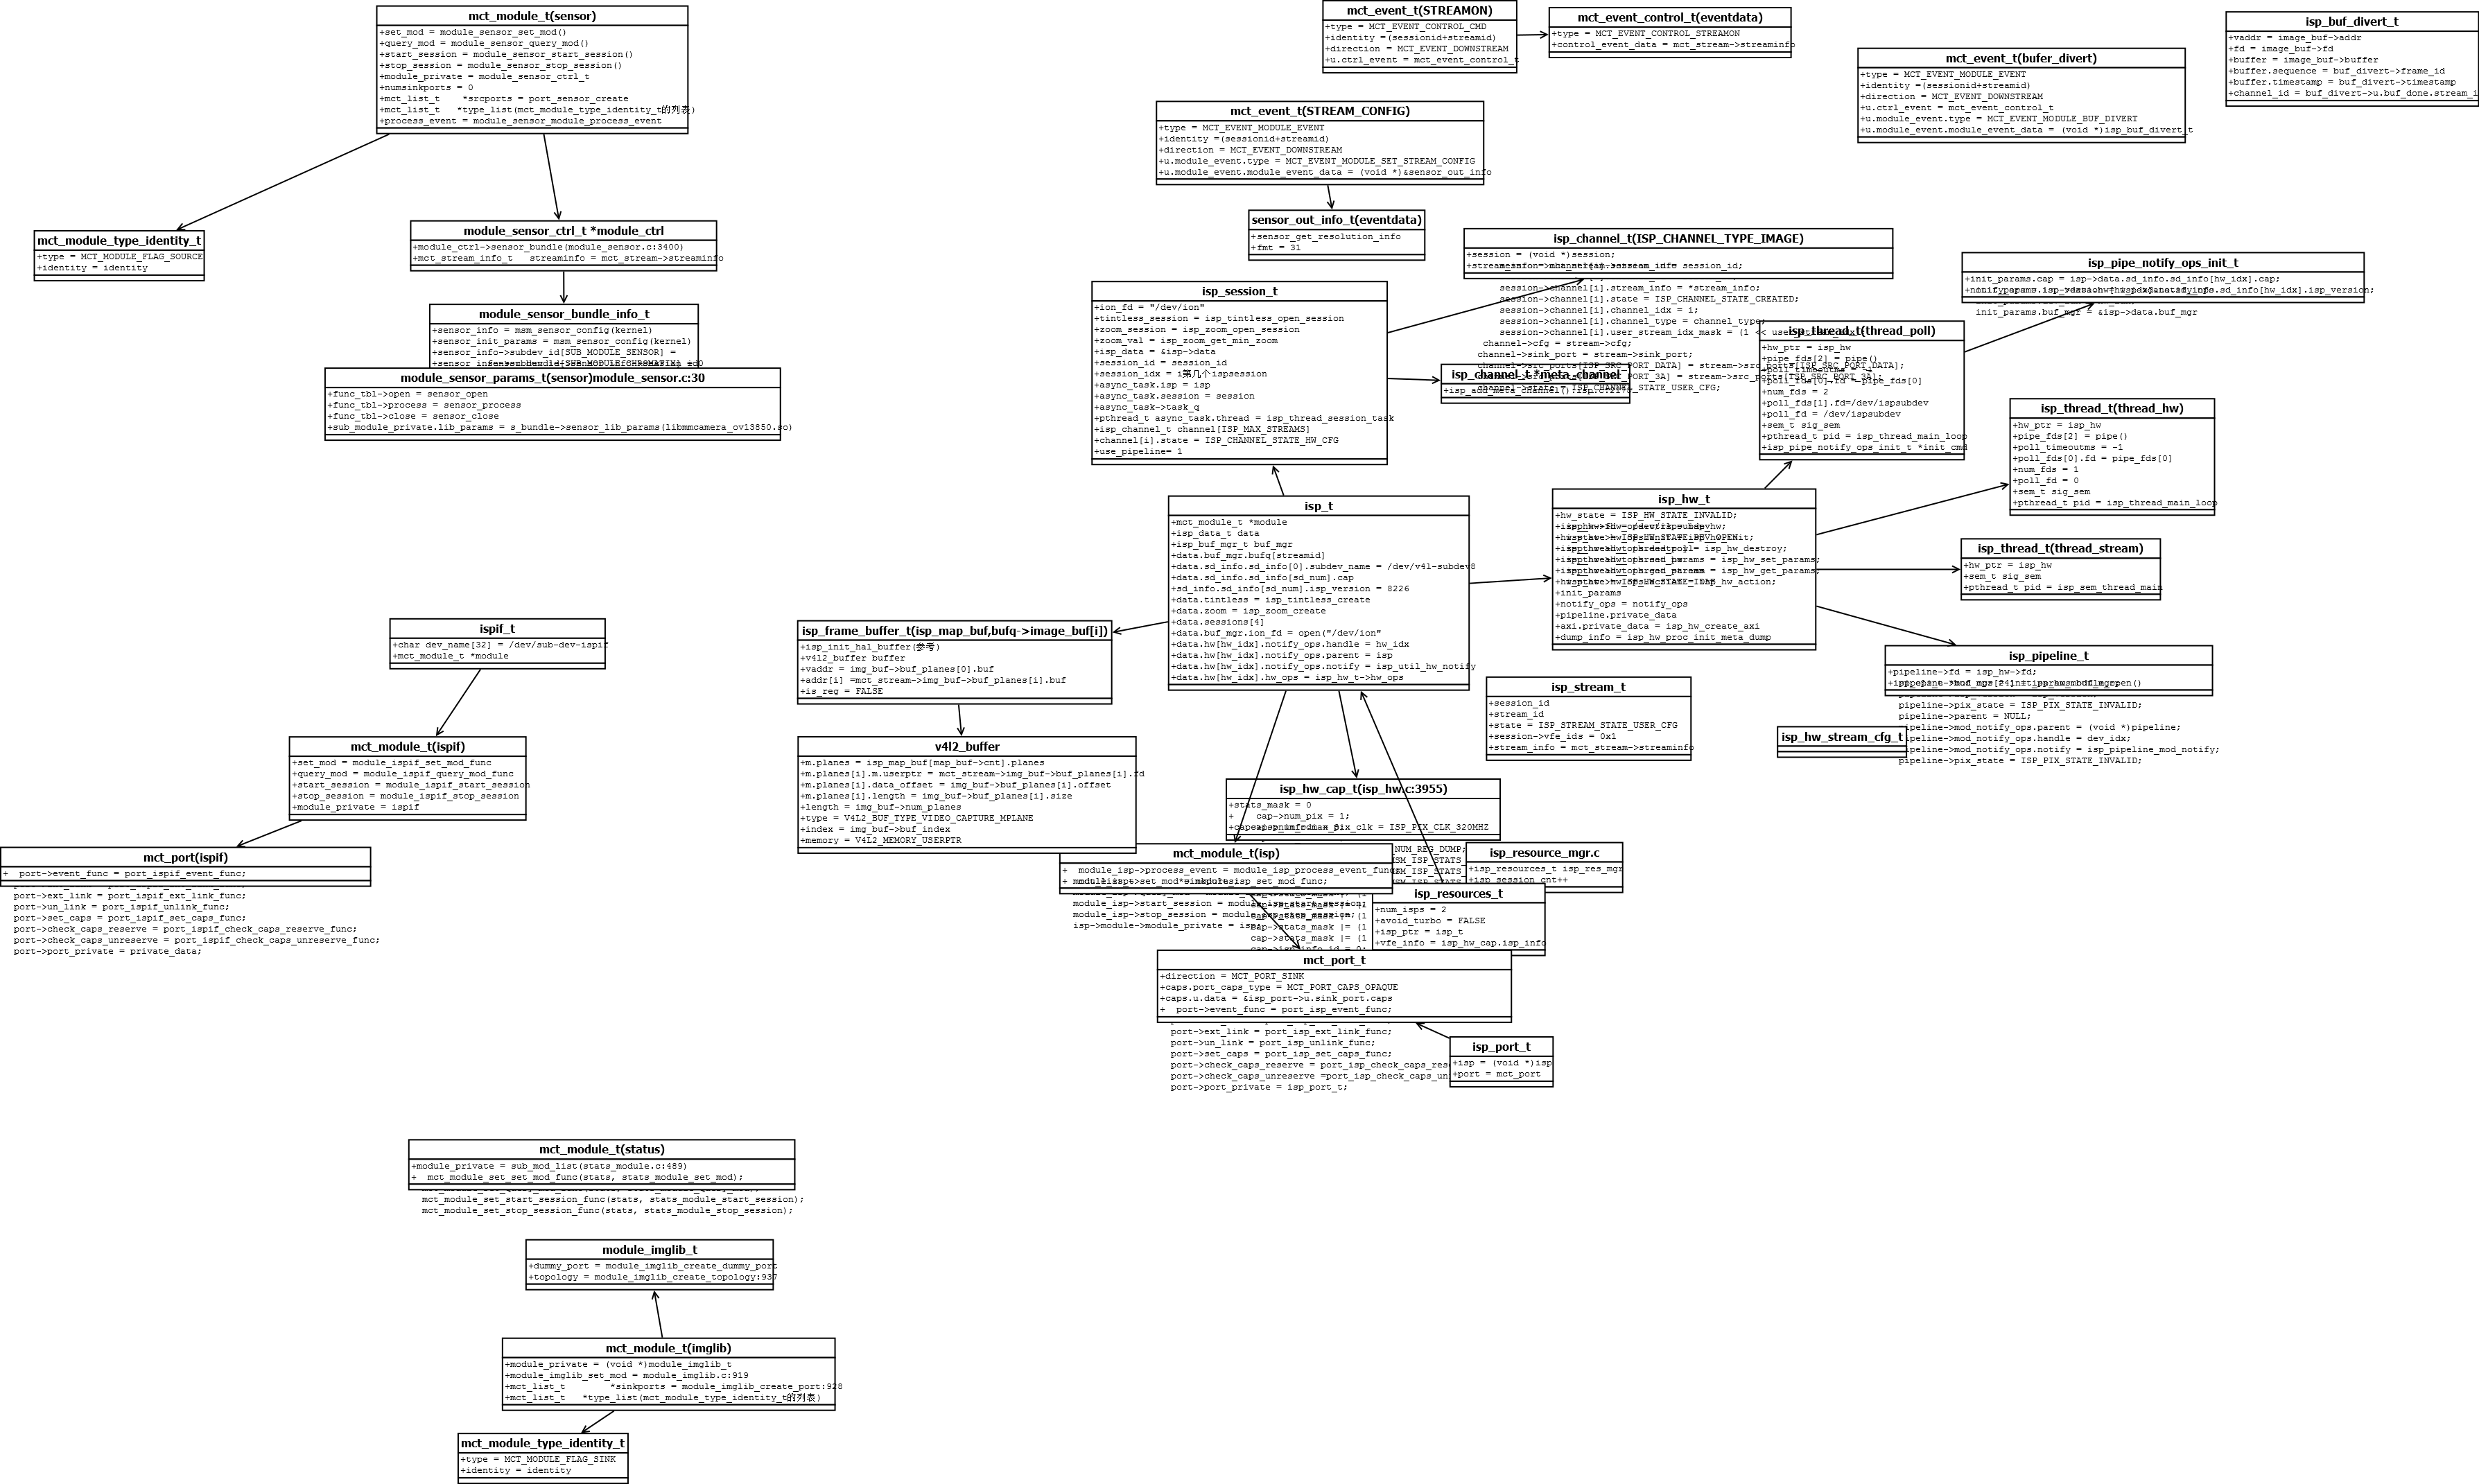 mct_module_t(sensor)
+set_mod = module_sensor_set_mod()
+query_mod = module_sensor_query_mod()
+start_session = module_sensor_start_session()
+stop_session = module_sensor_stop_session()
+module_private = module_sensor_ctrl_t
+numsinkports = 0
+mct_list_t    *srcports = port_sensor_create
+mct_list_t   *type_list(mct_module_type_identity_t的列表)
+process_event = module_sensor_module_process_event
mct_module_type_identity_t
+type = MCT_MODULE_FLAG_SOURCE
+identity = identity
module_sensor_ctrl_t *module_ctrl
+module_ctrl->sensor_bundle(module_sensor.c:3400)
+mct_stream_info_t   streaminfo = mct_stream->streaminfo
module_sensor_bundle_info_t
+sensor_info = msm_sensor_config(kernel)
+sensor_init_params = msm_sensor_config(kernel)
+sensor_info->subdev_id[SUB_MODULE_SENSOR] =
module_sensor_params_t(sensor)module_sensor.c:30
+func_tbl->open = sensor_open
+func_tbl->process = sensor_process
+func_tbl->close = sensor_close
+sub_module_private.lib_params = s_bundle->sensor_lib_params(libmmcamera_ov13850.so)
mct_event_t(STREAMON)
+type = MCT_EVENT_CONTROL_CMD
+identity =(sessionid+streamid)
+direction = MCT_EVENT_DOWNSTREAM
+u.ctrl_event = mct_event_control_t
mct_event_control_t(eventdata)
+type = MCT_EVENT_CONTROL_STREAMON
+control_event_data = mct_stream->streaminfo
mct_event_t(bufer_divert)
+type = MCT_EVENT_MODULE_EVENT
+identity =(sessionid+streamid)
+direction = MCT_EVENT_DOWNSTREAM
+u.ctrl_event = mct_event_control_t
+u.module_event.type = MCT_EVENT_MODULE_BUF_DIVERT
+u.module_event.module_event_data = (void *)isp_buf_divert_t
isp_buf_divert_t
+vaddr = image_buf->addr
+fd = image_buf->fd
+buffer = image_buf->buffer
+buffer.sequence = buf_divert->frame_id
+buffer.timestamp = buf_divert->timestamp
+channel_id = buf_divert->u.buf_done.stream_i
mct_event_t(STREAM_CONFIG)
+type = MCT_EVENT_MODULE_EVENT
+identity =(sessionid+streamid)
+direction = MCT_EVENT_DOWNSTREAM
+u.module_event.type = MCT_EVENT_MODULE_SET_STREAM_CONFIG
+u.module_event.module_event_data = (void *)&sensor_out_info
sensor_out_info_t(eventdata)
+sensor_get_resolution_info
+fmt = 31
isp_channel_t(ISP_CHANNEL_TYPE_IMAGE)
+session = (void *)session;
session->channel[i].stream_info = *stream_info;
session->channel[i].state = ISP_CHANNEL_STATE_CREATED;
session->channel[i].channel_idx = i;
session->channel[i].channel_type = channel_type;
session->channel[i].user_stream_idx_mask = (1 <<
channel->cfg = stream->cfg;
channel->sink_port = stream->sink_port;
isp_channel_t *meta_channel
isp_session_t
+ion_fd = "/dev/ion"
+tintless_session = isp_tintless_open_session
+zoom_session = isp_zoom_open_session
+zoom_val = isp_zoom_get_min_zoom
+isp_data = &isp->data
+session_id = session_id
+session_idx = i第几个ispsession
+async_task.isp = isp
+async_task.session = session
+async_task->task_q
+pthread_t async_task.thread = isp_thread_session_task
+isp_channel_t channel[ISP_MAX_STREAMS]
+channel[i].state = ISP_CHANNEL_STATE_HW_CFG
+use_pipeline= 1
isp_pipe_notify_ops_init_t
+init_params.cap = isp->data.sd_info.sd_info[hw_idx].cap;
init_params.buf_mgr = &isp->data.buf_mgr
isp_thread_t(thread_poll)
+hw_ptr = isp_hw
+pipe_fds[2] = pipe()
+poll_fds[0].fd = pipe_fds[0]
+num_fds = 2
+poll_fds[1].fd=/dev/ispsubdev
+poll_fd = /dev/ispsubdev
+sem_t sig_sem
+pthread_t pid = isp_thread_main_loop
+isp_pipe_notify_ops_init_t *init_cmd
isp_thread_t(thread_hw)
+hw_ptr = isp_hw
+pipe_fds[2] = pipe()
+poll_timeoutms = -1
+poll_fds[0].fd = pipe_fds[0]
+num_fds = 1
+poll_fd = 0
+sem_t sig_sem
+pthread_t pid = isp_thread_main_loop
isp_t
+mct_module_t *module
+isp_data_t data
+isp_buf_mgr_t buf_mgr
+data.buf_mgr.bufq[streamid]
+data.sd_info.sd_info[0].subdev_name = /dev/v4l-subdev8
+data.sd_info.sd_info[sd_num].cap
+sd_info.sd_info[sd_num].isp_version = 8226
+data.tintless = isp_tintless_create
+data.zoom = isp_zoom_create
+data.sessions[4]
+data.buf_mgr.ion_fd = open("/dev/ion"
+data.hw[hw_idx].notify_ops.handle = hw_idx
+data.hw[hw_idx].notify_ops.parent = isp
+data.hw[hw_idx].notify_ops.notify = isp_util_hw_notify
+data.hw[hw_idx].hw_ops = isp_hw_t->hw_ops
isp_hw_t
+hw_state = ISP_HW_STATE_INVALID;
+init_params
+notify_ops = notify_ops
+pipeline.private_data
+axi.private_data = isp_hw_create_axi
+dump_info = isp_hw_proc_init_meta_dump
isp_thread_t(thread_stream)
+hw_ptr = isp_hw
+sem_t sig_sem
+pthread_t pid = isp_sem_thread_main
isp_pipeline_t
+pipeline->fd = isp_hw->fd;
pipeline->pix_state = ISP_PIX_STATE_INVALID;
pipeline->parent = NULL;
pipeline->mod_notify_ops.parent = (void *)pipeline;
pipeline->mod_notify_ops.handle = dev_idx;
pipeline->mod_notify_ops.notify = isp_pipeline_mod_notify;
pipeline->pix_state = ISP_PIX_STATE_INVALID;
isp_hw_stream_cfg_t
isp_stream_t
+session_id
+stream_id
+state = ISP_STREAM_STATE_USER_CFG
+session->vfe_ids = 0x1
+stream_info = mct_stream->streaminfo
isp_frame_buffer_t(isp_map_buf,bufq->image_buf[i])
+isp_init_hal_buffer(参考)
+v4l2_buffer buffer
+vaddr = img_buf->buf_planes[0].buf
+addr[i] =mct_stream->img_buf->buf_planes[i].buf
+is_reg = FALSE
v4l2_buffer
+m.planes = isp_map_buf[map_buf->cnt].planes
+m.planes[i].m.userptr = mct_stream->img_buf->buf_planes[i].fd
+m.planes[i].data_offset = img_buf->buf_planes[i].offset
+m.planes[i].length = img_buf->buf_planes[i].size
+length = img_buf->num_planes
+type = V4L2_BUF_TYPE_VIDEO_CAPTURE_MPLANE
+index = img_buf->buf_index
+memory = V4L2_MEMORY_USERPTR
ispif_t
+char dev_name[32] = /dev/sub-dev-ispif
+mct_module_t *module
mct_module_t(ispif)
+set_mod = module_ispif_set_mod_func
+query_mod = module_ispif_query_mod_func
+start_session = module_ispif_start_session
+stop_session = module_ispif_stop_session
+module_private = ispif
mct_port(ispif)
+  port->event_func = port_ispif_event_func;
port->ext_link = port_ispif_ext_link_func;
port->un_link = port_ispif_unlink_func;
port->set_caps = port_ispif_set_caps_func;
port->check_caps_reserve = port_ispif_check_caps_reserve_func;
port->check_caps_unreserve = port_ispif_check_caps_unreserve_func;
port->port_private = private_data;
isp_hw_cap_t(isp_hw.c:3955)
+stats_mask = 0
+    cap->num_pix = 1;
mct_module_t(isp)
+  module_isp->process_event = module_isp_process_event_func;
module_isp->start_session = module_isp_start_session;
module_isp->stop_session = module_isp_stop_session;
isp->module->module_private = isp;
cap->stats_mask |= (1
cap->stats_mask |= (1
isp_resource_mgr.c
+isp_resources_t isp_res_mgr
+isp_session_cnt++
isp_resources_t
+num_isps = 2
+avoid_turbo = FALSE
+isp_ptr = isp_t
+vfe_info = isp_hw_cap.isp_info
mct_port_t
+direction = MCT_PORT_SINK
+caps.port_caps_type = MCT_PORT_CAPS_OPAQUE
+caps.u.data = &isp_port->u.sink_port.caps
+  port->event_func = port_isp_event_func;
port->ext_link = port_isp_ext_link_func;
port->un_link = port_isp_unlink_func;
port->set_caps = port_isp_set_caps_func;
port->check_caps_reserve = port_isp_check_caps_res
port->check_caps_unreserve =port_isp_check_caps_un
port->port_private = isp_port_t;
isp_port_t
+isp = (void *)isp
+port = mct_port
mct_module_t(status)
+module_private = sub_mod_list(stats_module.c:489)
+  mct_module_set_set_mod_func(stats, stats_module_set_mod);
mct_module_set_start_session_func(stats, stats_module_start_session);
mct_module_set_stop_session_func(stats, stats_module_stop_session);
module_imglib_t
+dummy_port = module_imglib_create_dummy_port
+topology = module_imglib_create_topology:937
mct_module_t(imglib)
+module_private = (void *)module_imglib_t
+module_imglib_set_mod = module_imglib.c:919
+mct_list_t        *sinkports = module_imglib_create_port:928
+mct_list_t   *type_list(mct_module_type_identity_t的列表)
mct_module_type_identity_t
+type = MCT_MODULE_FLAG_SINK
+identity = identity